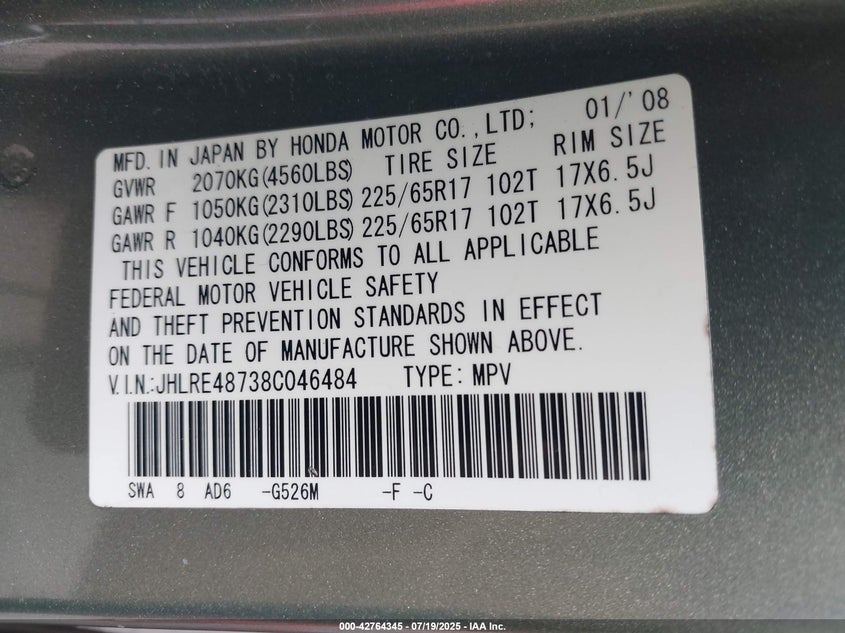 MFD. IN JAPAN BY HONDA MOTOR CO., LTD; 01/'08
GVWR 2070KG(4560LBS) TIRE SIZE RIM SIZE
GAWR F 1050KG(2310LBS) 225/65R17 102T 17X6.5J
GAWR R 1040KG(2290LBS) 225/65R17 102T 17X6.5J
THIS VEHICLE CONFORMS TO ALL APPLICABLE
FEDERAL MOTOR VEHICLE SAFETY
AND THEFT PREVENTION STANDARDS IN EFFECT
ON THE DATE OF MANUFACTURE SHOWN ABOVE.
V.I.N.:JHLRE48738C046484 TYPE: MPV
SWA 8 AD6 -G526M -F -C
000-42764345 - 07/19/2025 - IAA Inc.